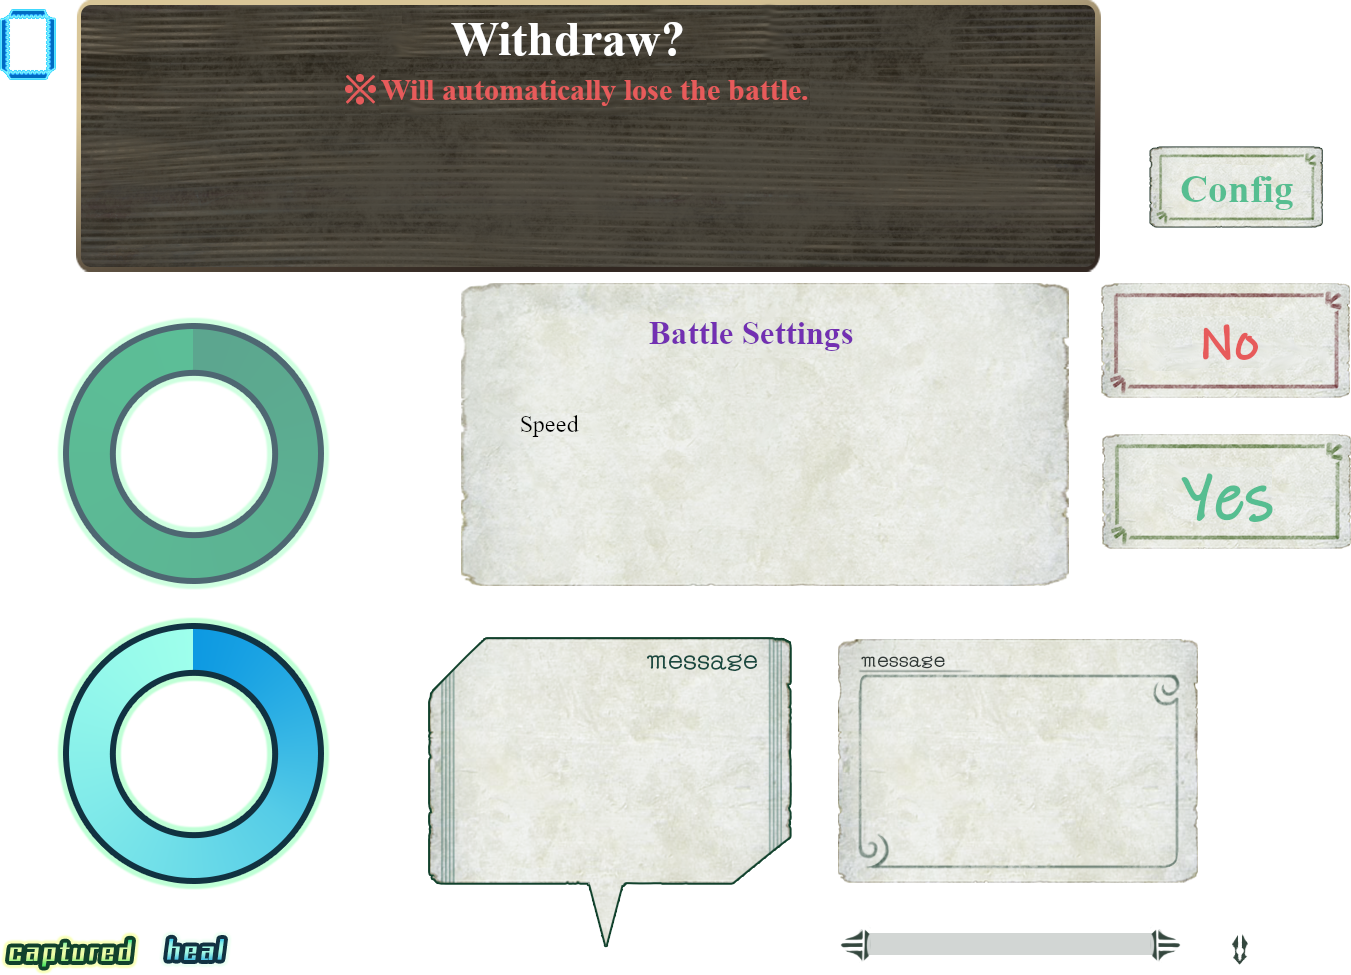 Withdraw?
※Will automatically lose the battle.
Config
Battle Settings
Speed
No
Yes
message
message
captured
heal